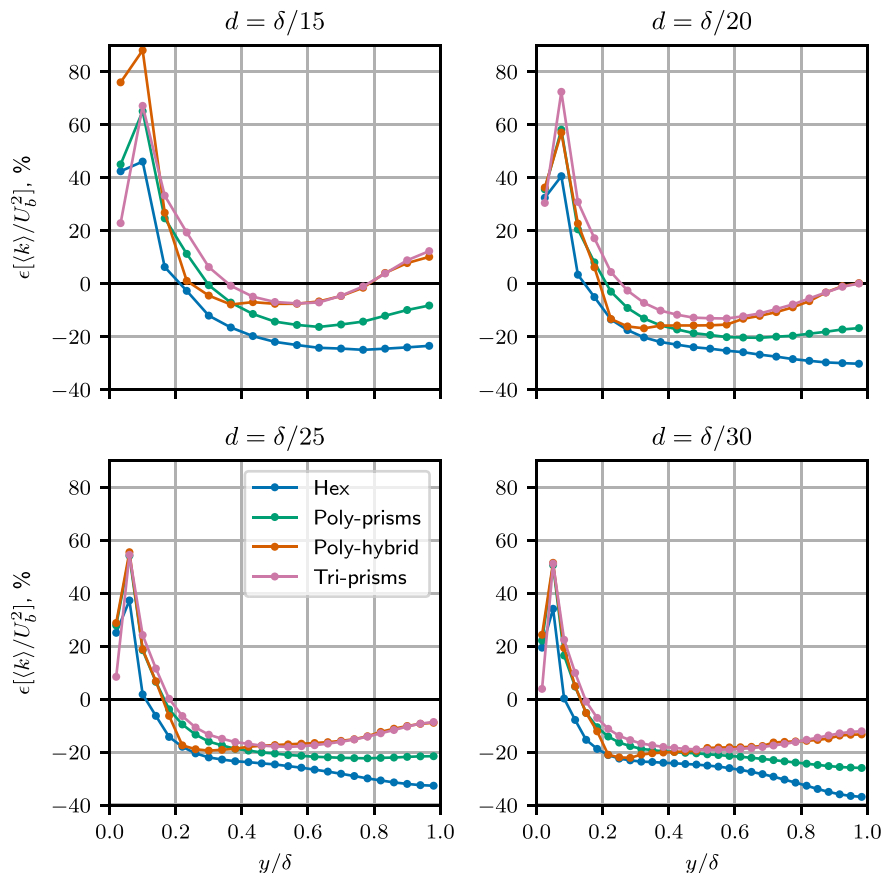 d = δ/15
d = δ/20
80
60
40
20
0
−20
−40
ϵ[⟨k⟩/U_b^2], %
80
60
40
20
0
−20
−40
d = δ/25
d = δ/30
80
60
40
20
0
−20
−40
ϵ[⟨k⟩/U_b^2], %
Hex
Poly-prisms
Poly-hybrid
Tri-prisms
80
60
40
20
0
−20
−40
0.0 0.2 0.4 0.6 0.8 1.0
0.0 0.2 0.4 0.6 0.8 1.0
y/δ
y/δ